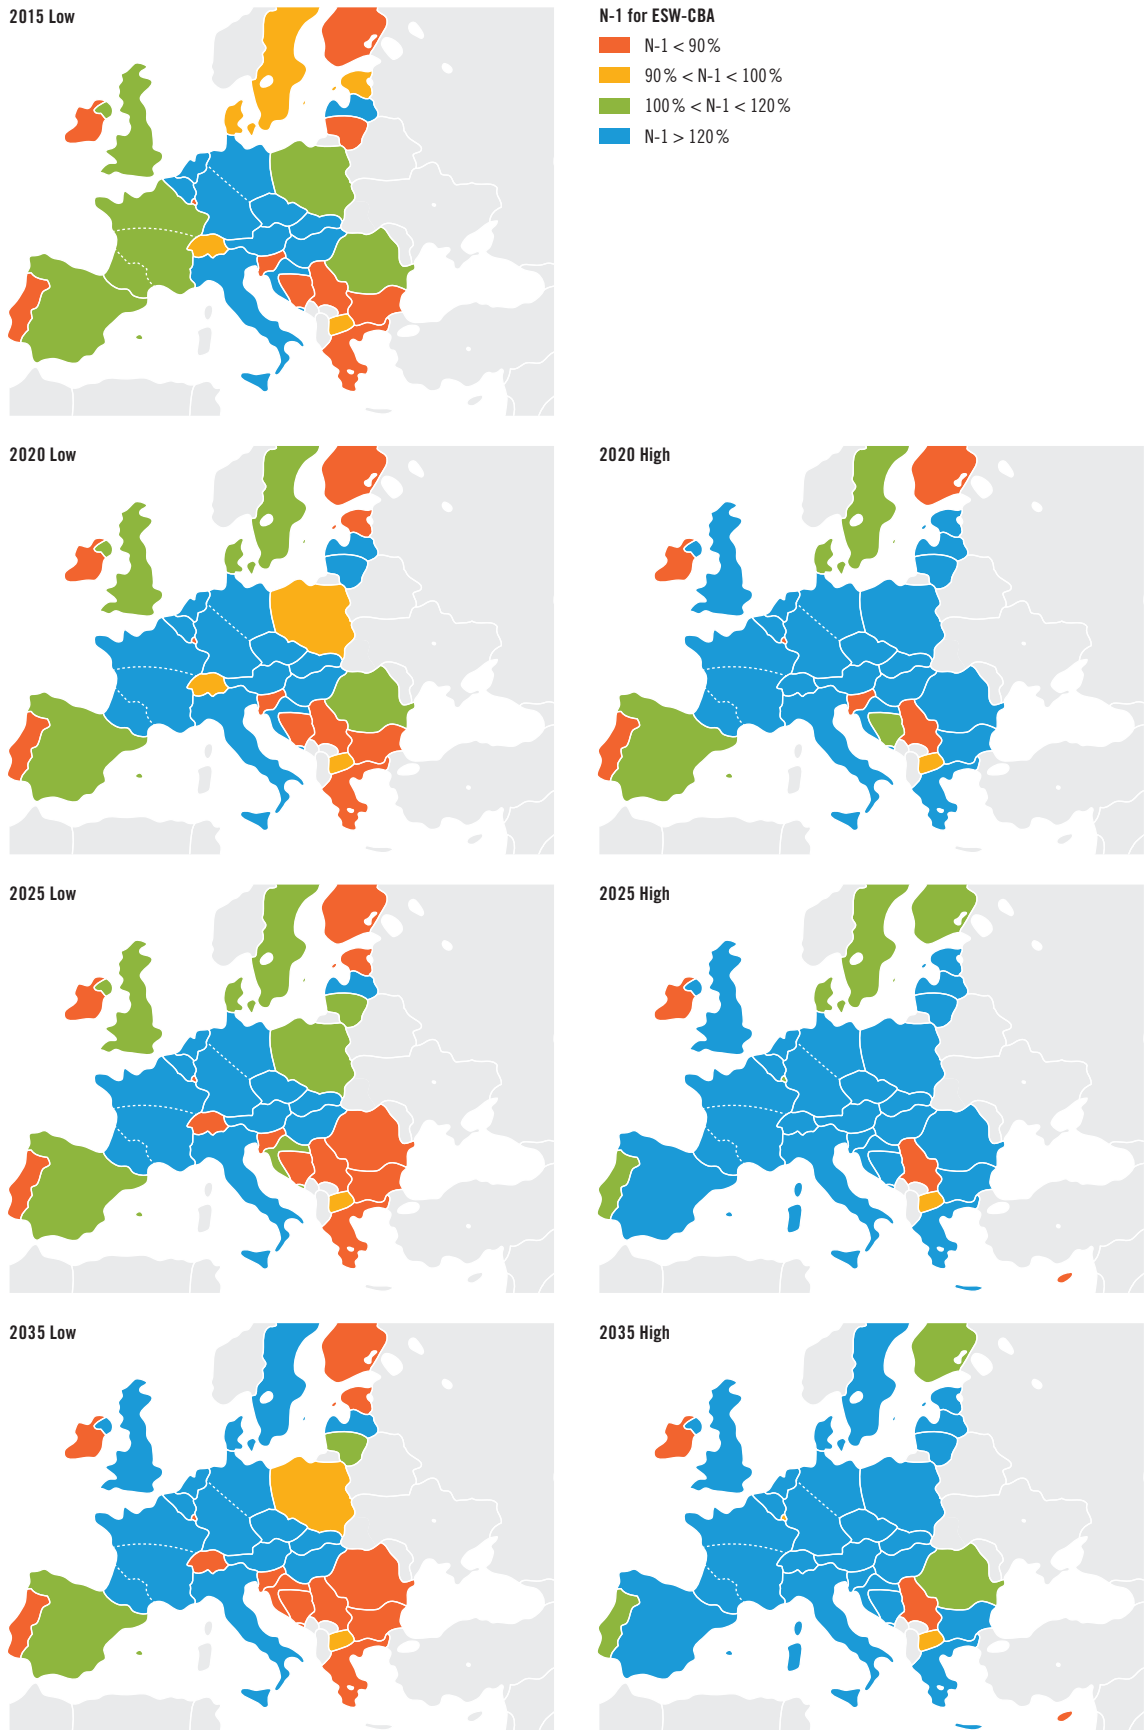 2015 Low
N-1 for ESW-CBA
N-1 < 90 %
90 % < N-1 < 100 %
100 % < N-1 < 120 %
N-1 > 120 %
2020 Low
2020 High
2025 Low
2025 High
2035 Low
2035 High